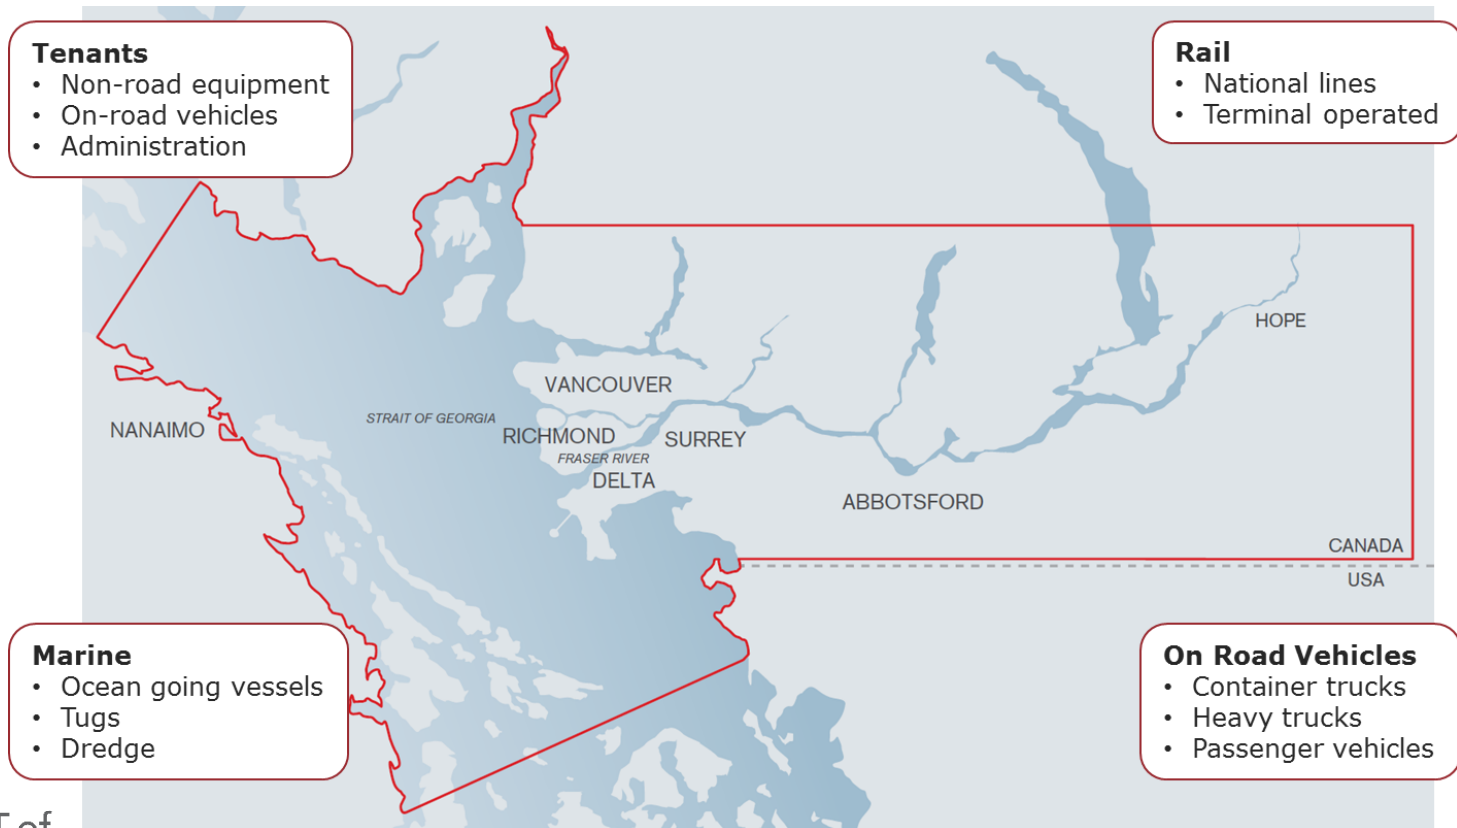 Tenants
• Non-road equipment
• On-road vehicles
• Administration
Rail
• National lines
• Terminal operated
HOPE
VANCOUVER
STRAIT OF GEORGIA
NANAIMO
RICHMOND
SURREY
FRASER RIVER
DELTA
ABBOTSFORD
CANADA
USA
Marine
• Ocean going vessels
• Tugs
• Dredge
On Road Vehicles
• Container trucks
• Heavy trucks
• Passenger vehicles
of